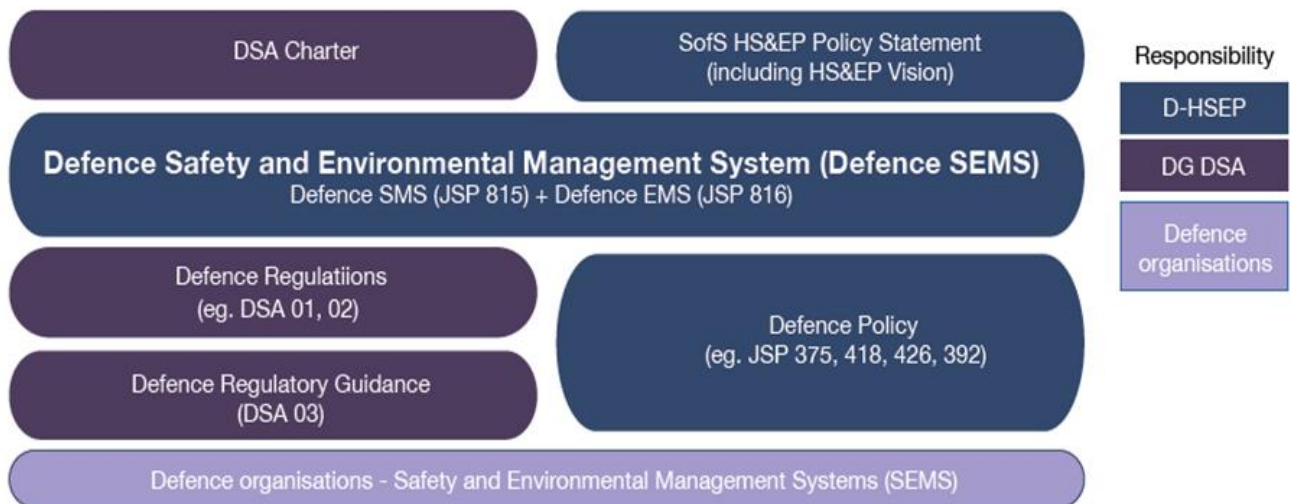 DSA Charter
SofS HS&EP Policy Statement
(including HS&EP Vision)
Defence Safety and Environmental Management System (Defence SEMS)
Defence SMS (JSP 815) + Defence EMS (JSP 816)
Defence Regulatiions
(eg. DSA 01, 02)
Defence Regulatory Guidance
(DSA 03)
Defence Policy
(eg. JSP 375, 418, 426, 392)
Defence organisations - Safety and Environmental Management Systems (SEMS)
Responsibility
D-HSEP
DG DSA
Defence
organisations